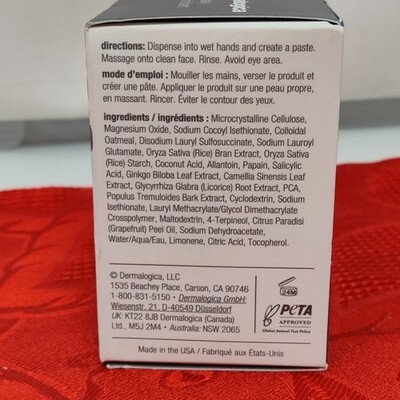 directions: Dispense into wet hands and create a paste.
Massage onto clean face. Rinse. Avoid eye area.
mode d'emploi : Mouiller les mains, verser le produit et
créer une pâte. Appliquer le produit sur une peau propre,
en massant. Rincer. Éviter le contour des yeux.
ingredients / ingrédients : Microcrystalline Cellulose,
Magnesium Oxide, Sodium Cocoyl Isethionate, Colloidal
Oatmeal, Disodium Lauryl Sulfosuccinate, Sodium Lauroyl
Glutamate, Oryza Sativa (Rice) Bran Extract, Oryza Sativa
(Rice) Starch, Coconut Acid, Allantoin, Papain, Salicylic
Acid, Ginkgo Biloba Leaf Extract, Camellia Sinensis Leaf
Extract, Glycyrrhiza Glabra (Licorice) Root Extract, PCA,
Populus Tremuloides Bark Extract, Cyclodextrin, Sodium
Isethionate, Lauryl Methacrylate/Glycol Dimethacrylate
Crosspolymer, Maltodextrin, 4-Terpineol, Citrus Paradisi
(Grapefruit) Peel Oil, Sodium Dehydroacetate,
Water/Aqua/Eau, Limonene, Citric Acid, Tocopherol.
© Dermalogica, LLC
1535 Beachey Place, Carson, CA 90746
1-800-831-5150 • Dermalogica GmbH:
Wiesenstr. 21, D-40549 Düsseldorf
UK: KT22 8JB Dermalogica (Canada)
Ltd., M5J 2M4 • Australia: NSW 2065
24M
PETA
APPROVED
Global Animal Test Policy
Made in the USA / Fabriqué aux États-Unis